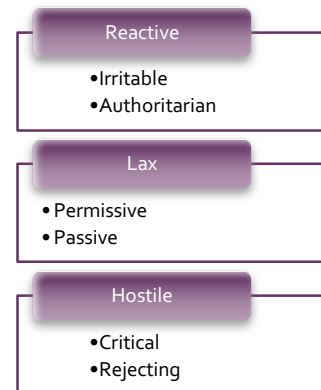 Reactive
•Irritable
•Authoritarian
Lax
•Permissive
•Passive
Hostile
•Critical
•Rejecting